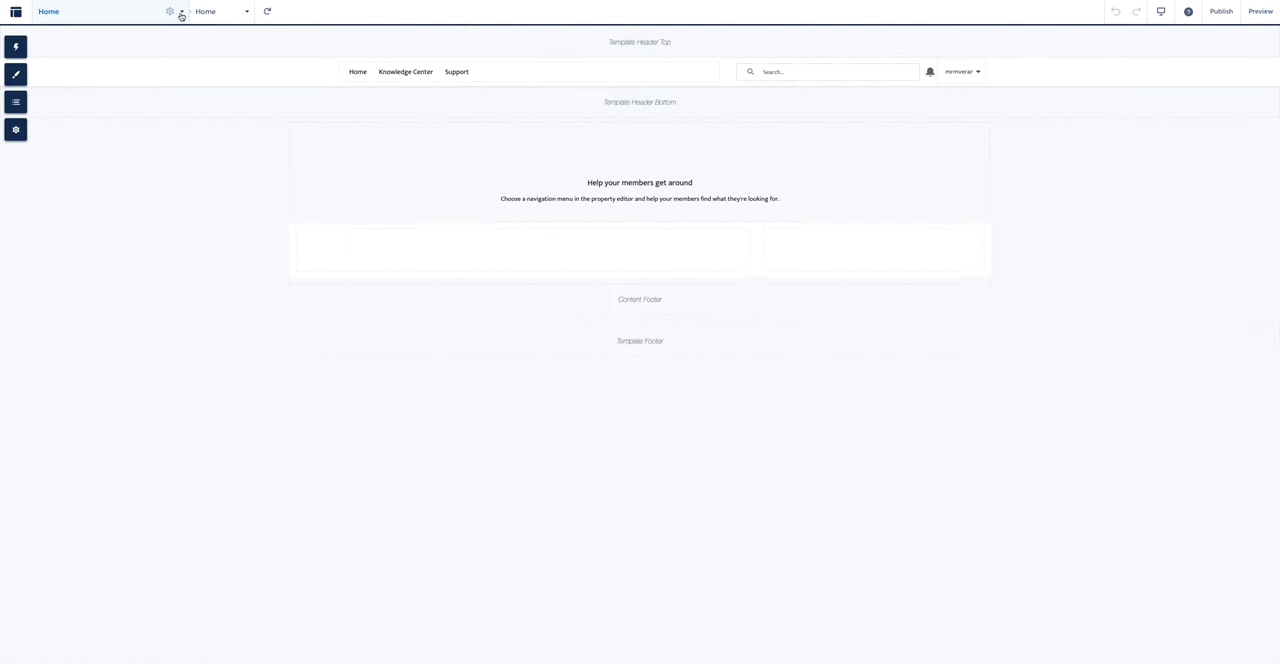 Home
Home
?
Publish
Preview
Template Header Top
Home Knowledge Center Support
Search...
mrmverar
Template Header Bottom
Help your members get around
Choose a navigation menu in the property editor and help your members find what they're looking for.
Content Footer
Template Footer